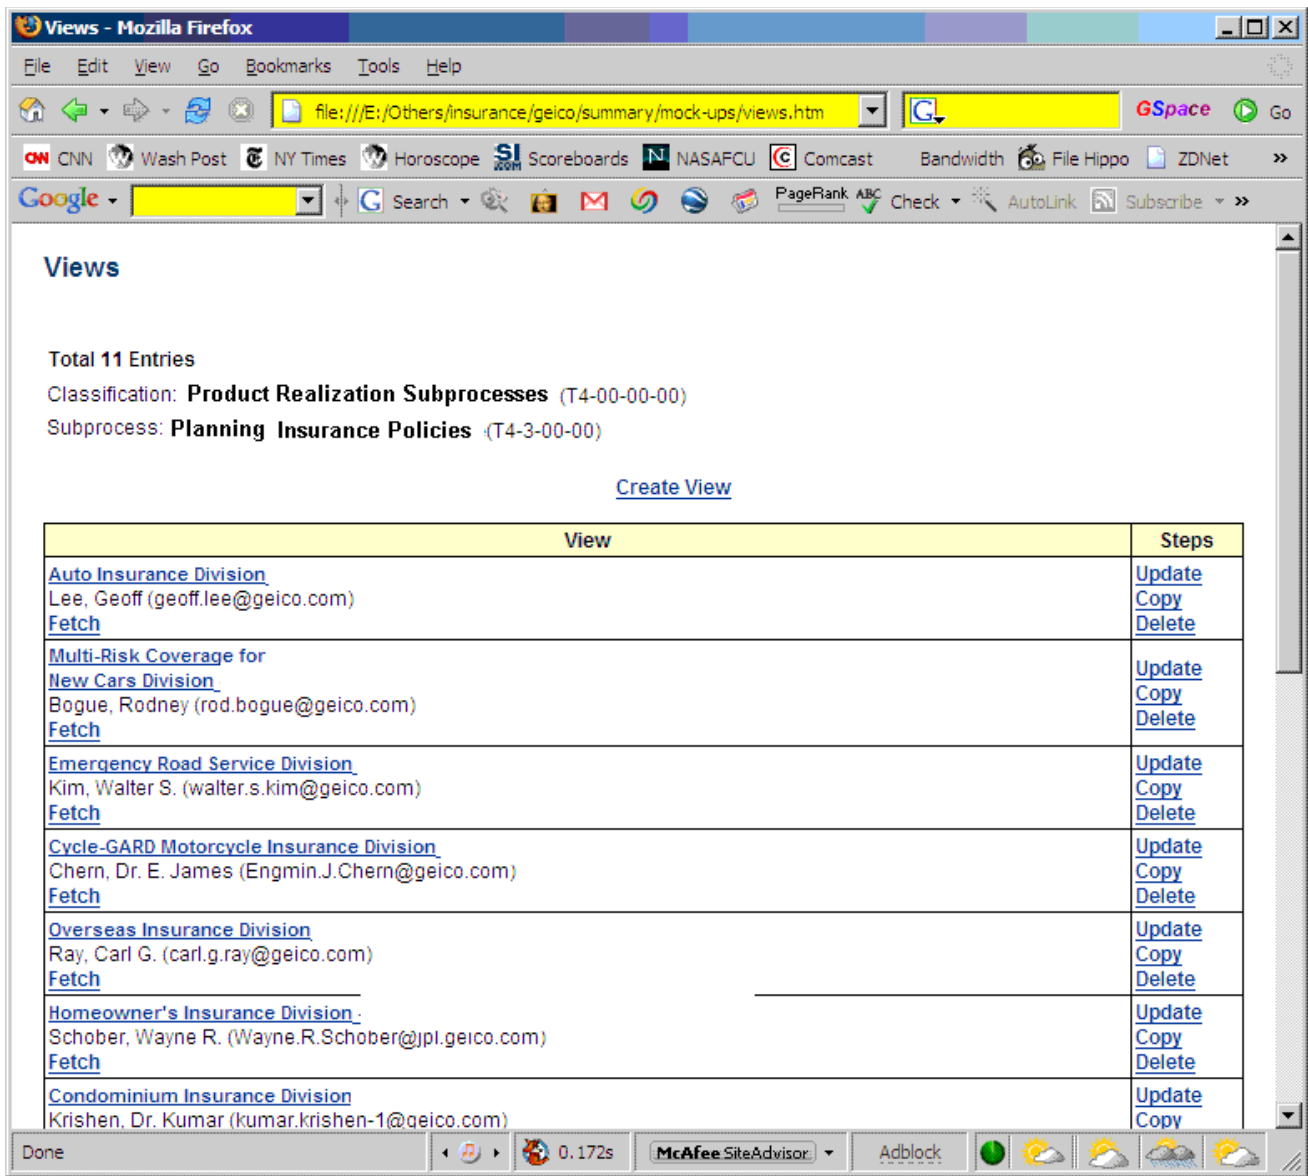 Views - Mozilla Firefox
File Edit View Go Bookmarks Tools Help
file:///E:/Others/insurance/geico/summary/mock-ups/views.htm G GSpace Go
CNN CNN Wash Post NY Times Horoscope SI.COM Scoreboards N NASAFCU C Comcast Bandwidth File Hippo ZDNet »
Google G Search PageRank ABC Check AutoLink Subscribe »
Views
Total 11 Entries
Classification: Product Realization Subprocesses (T4-00-00-00)
Subprocess: Planning Insurance Policies (T4-3-00-00)
Create View
View Steps
Auto Insurance Division Update
Lee, Geoff (geoff.lee@geico.com) Copy
Fetch Delete
Multi-Risk Coverage for
New Cars Division Update
Bogue, Rodney (rod.bogue@geico.com) Copy
Fetch Delete
Emergency Road Service Division Update
Kim, Walter S. (walter.s.kim@geico.com) Copy
Fetch Delete
Cycle-GARD Motorcycle Insurance Division Update
Chern, Dr. E. James (Engmin.J.Chern@geico.com) Copy
Fetch Delete
Overseas Insurance Division Update
Ray, Carl G. (carl.g.ray@geico.com) Copy
Fetch Delete
Homeowner's Insurance Division Update
Schober, Wayne R. (Wayne.R.Schober@jpl.geico.com) Copy
Fetch Delete
Condominium Insurance Division Update
Krishen, Dr. Kumar (kumar.krishen-1@geico.com) Copy
Done 0.172s McAfee SiteAdvisor Adblock